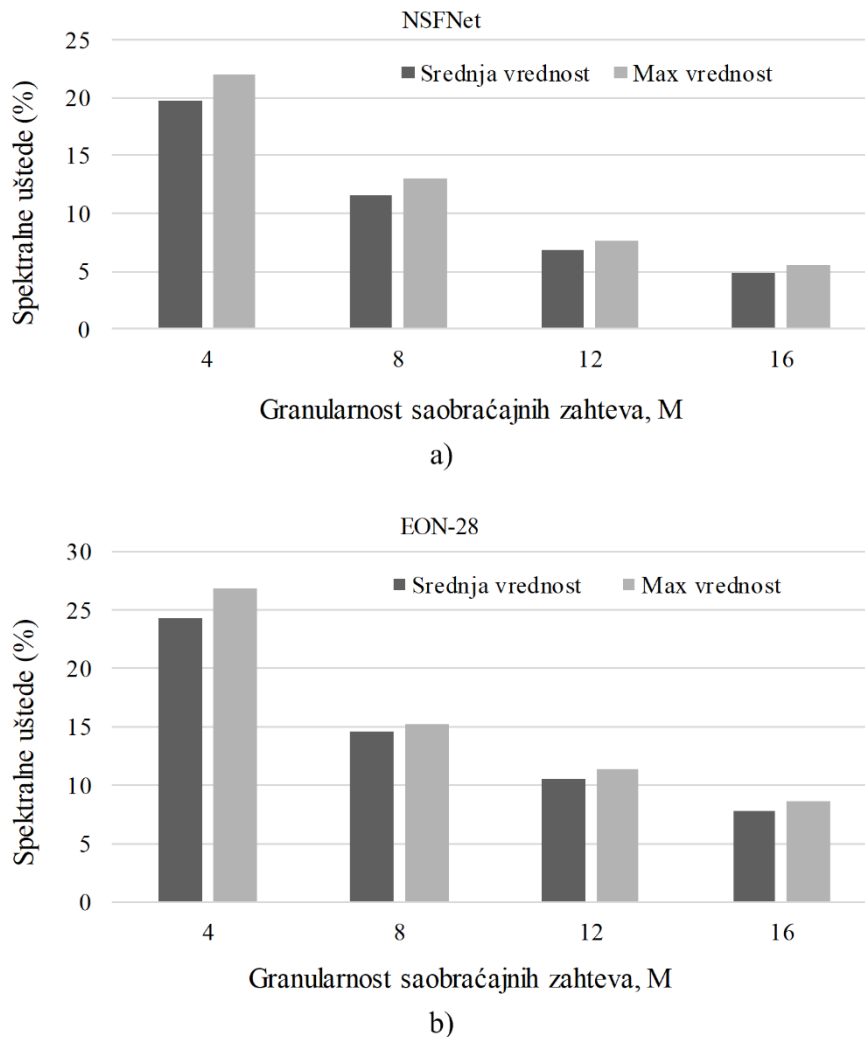 NSFNet
Spektralne uštede (%)
25
20
15
10
5
0
Srednja vrednost Max vrednost
4 8 12 16
Granularnost saobraćajnih zahteva, M
a)
EON-28
Spektralne uštede (%)
30
25
20
15
10
5
0
Srednja vrednost Max vrednost
4 8 12 16
Granularnost saobraćajnih zahteva, M
b)